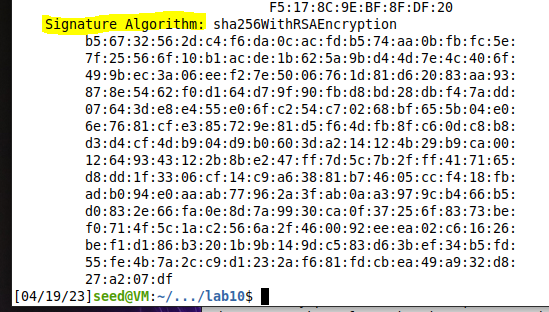 F5:17:8C:9E:BF:8F:DF:20
Signature Algorithm: sha256WithRSAEncryption
b5:67:32:56:2d:c4:f6:da:0c:ac:fd:b5:74:aa:0b:fb:fc:5e:
7f:25:56:6f:10:b1:ac:de:1b:62:5a:9b:d4:4d:7e:4c:40:6f:
49:9b:ec:3a:06:ee:f2:7e:50:06:76:1d:81:d6:20:83:aa:93:
87:8e:54:62:f0:d1:64:d7:9f:90:fb:d8:bd:28:db:f4:7a:dd:
07:64:3d:e8:e4:55:e0:6f:c2:54:c7:02:68:bf:65:5b:04:e0:
6e:76:81:cf:e3:85:72:9e:81:d5:f6:4d:fb:8f:c6:0d:c8:b8:
d3:d4:cf:4d:b9:04:d9:b0:60:3d:a2:14:12:4b:29:b9:ca:00:
12:64:93:43:12:2b:8b:e2:47:ff:7d:5c:7b:2f:ff:41:71:65:
d8:dd:1f:33:06:cf:14:c9:a6:38:81:b7:46:05:cc:f4:18:fb:
ad:b0:94:e0:aa:ab:77:96:2a:3f:ab:0a:a3:97:9c:b4:66:b5:
d0:83:2e:66:fa:0e:8d:7a:99:30:ca:0f:37:25:6f:83:73:be:
f0:71:4f:5c:1a:c2:56:6a:2f:46:00:92:ee:ea:02:c6:16:26:
be:f1:d1:86:b3:20:1b:9b:14:9d:c5:83:d6:3b:ef:34:b5:fd:
55:fe:4b:7a:2c:c9:d1:23:2a:f6:81:fd:cb:ea:49:a9:32:d8:
27:a2:07:df
[04/19/23]seed@VM:~/.../lab10$